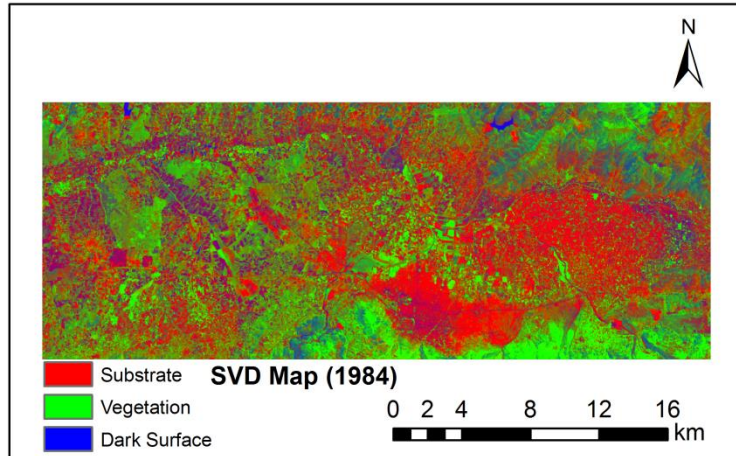 N
SVD Map (1984)
Substrate
Vegetation
Dark Surface
0 2 4 8 12 16
km